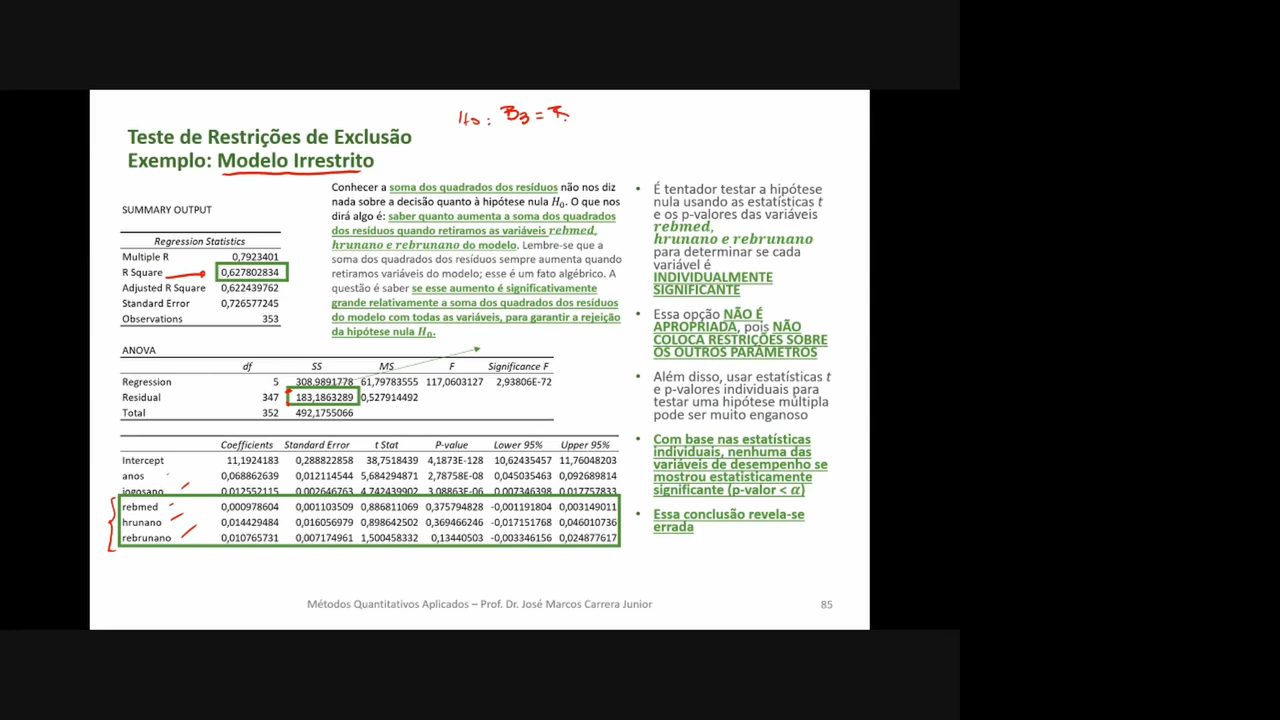 H0: B3 =
Teste de Restrições de Exclusão
Exemplo: Modelo Irrestrito
SUMMARY OUTPUT
Regression Statistics
Multiple R 0,7923401
R Square 0,627802834
Adjusted R Square 0,622439762
Standard Error 0,726577245
Observations 353
Conhecer a soma dos quadrados dos resíduos não nos diz
nada sobre a decisão quanto à hipótese nula H0. O que nos
dirá algo é: saber quanto aumenta a soma dos quadrados
dos resíduos quando retiramos as variáveis rebmed,
hrunano e rebrunano do modelo. Lembre-se que a
soma dos quadrados dos resíduos sempre aumenta quando
retiramos variáveis do modelo; esse é um fato algébrico. A
questão é saber se esse aumento é significativamente
grande relativamente a soma dos quadrados dos resíduos
do modelo com todas as variáveis, para garantir a rejeição
da hipótese nula H0.
ANOVA
df SS MS F Significance F
Regression 5 308,9891778 61,79783555 117,0603127 2,93806E-72
Residual 347 183,1863289 0,527914492
Total 352 492,1755066
Coefficients Standard Error t Stat P-value Lower 95% Upper 95%
Intercept 11,1924183 0,288822858 38,7518439 4,1873E-128 10,62435457 11,76048203
anos 0,068862639 0,012114544 5,684294871 2,78758E-08 0,045035463 0,092689814
jogosano 0,012552115 0,002646763 4,742439902 3,08863E-06 0,007346398 0,017757833
rebmed 0,000978604 0,001103509 0,886811069 0,375794828 -0,001191804 0,003149011
hrunano 0,014429484 0,016056979 0,898642502 0,369466246 -0,017151768 0,046010736
rebrunano 0,010765731 0,007174961 1,500458332 0,13440503 -0,003346156 0,024877617
• É tentador testar a hipótese
nula usando as estatísticas t
e os p-valores das variáveis
rebmed,
hrunano e rebrunano
para determinar se cada
variável é
INDIVIDUALMENTE
SIGNIFICANTE
• Essa opção NÃO É
APROPRIADA, pois NÃO
COLOCA RESTRIÇÕES SOBRE
OS OUTROS PARÂMETROS
• Além disso, usar estatísticas t
e p-valores individuais para
testar uma hipótese múltipla
pode ser muito enganoso
• Com base nas estatísticas
individuais, nenhuma das
variáveis de desempenho se
mostrou estatisticamente
significante (p-valor < α)
• Essa conclusão revela-se
errada
Métodos Quantitativos Aplicados – Prof. Dr. José Marcos Carrera Junior
85